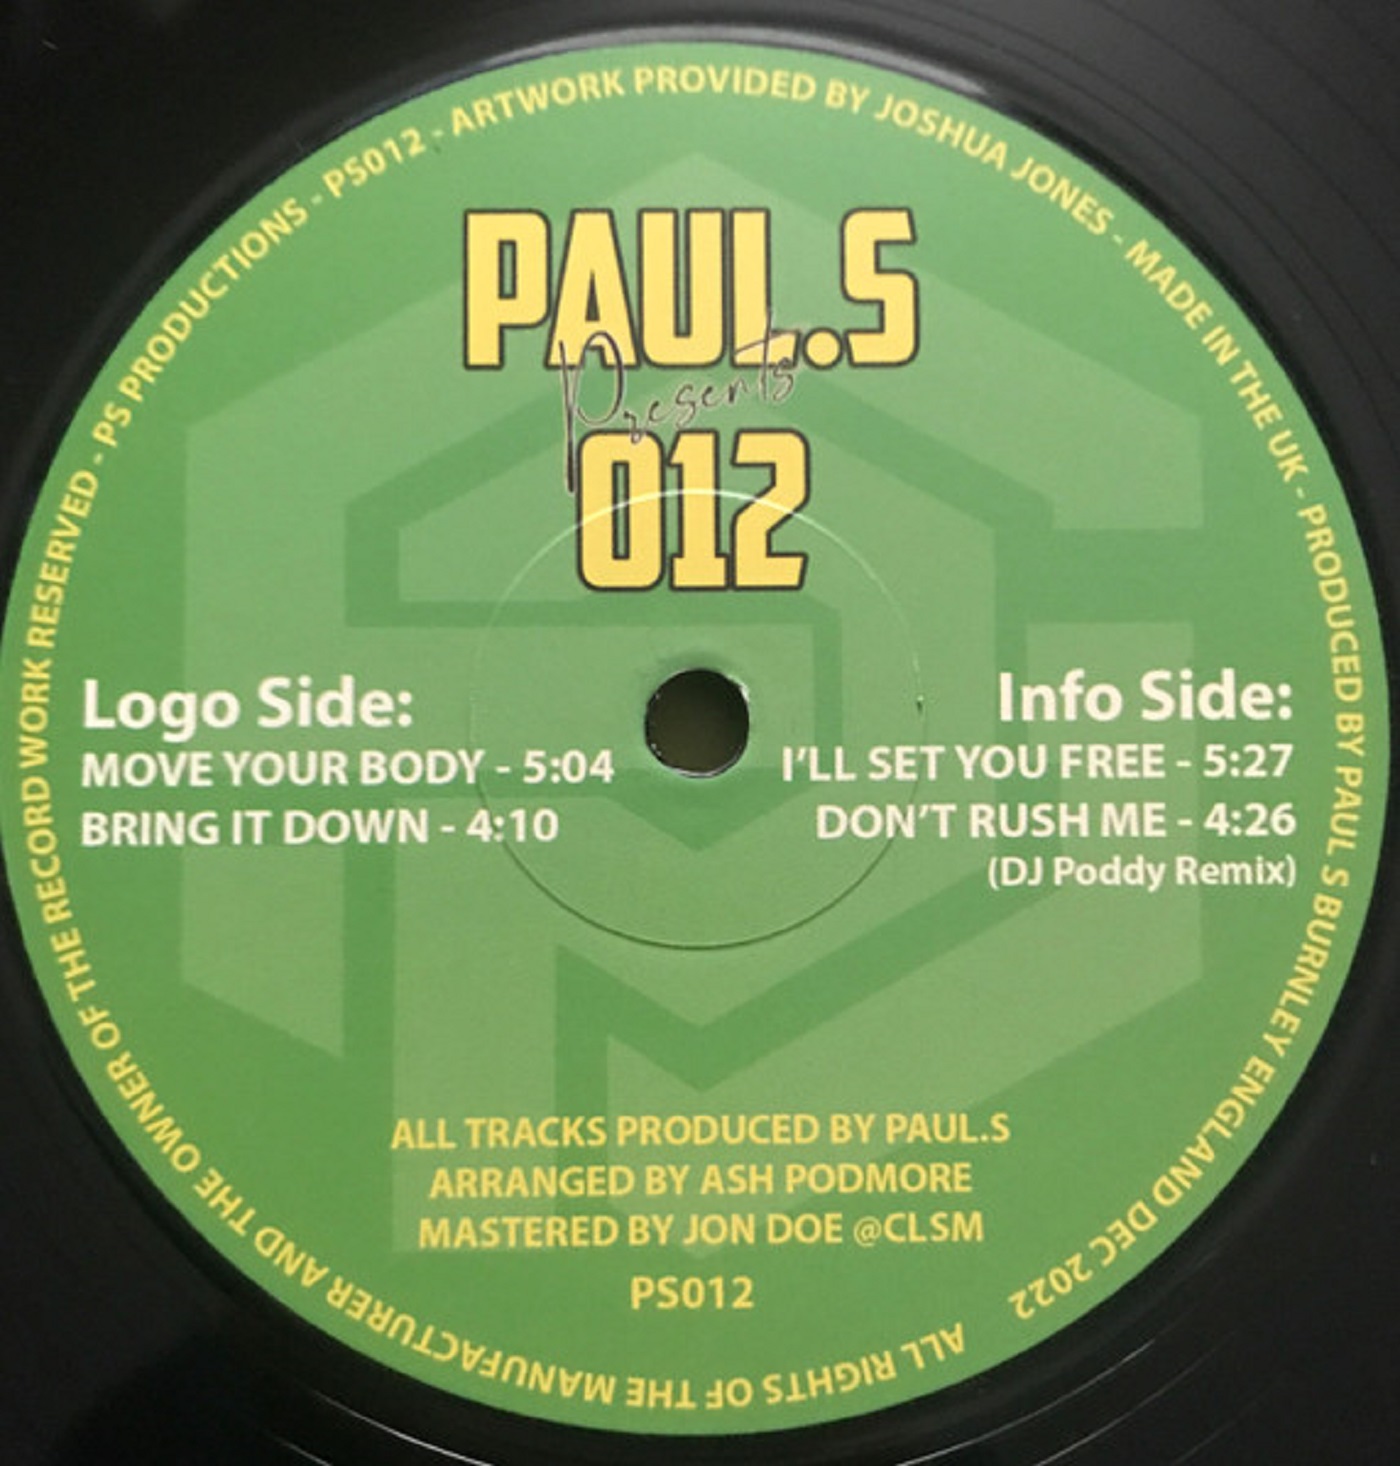 ALL RIGHTS OF THE MANUFACTURER AND THE OWNER OF THE RECORD WORK RESERVED - PS PRODUCTIONS - PS012 - ARTWORK PROVIDED BY JOSHUA JONES - MADE IN THE UK - PRODUCED BY PAUL S BURNLEY ENGLAND DEC 2022
PAUL.S
Presents
012
Logo Side:
MOVE YOUR BODY - 5:04
BRING IT DOWN - 4:10
Info Side:
I'LL SET YOU FREE - 5:27
DON'T RUSH ME - 4:26
(DJ Poddy Remix)
ALL TRACKS PRODUCED BY PAUL.S
ARRANGED BY ASH PODMORE
MASTERED BY JON DOE @CLSM
PS012